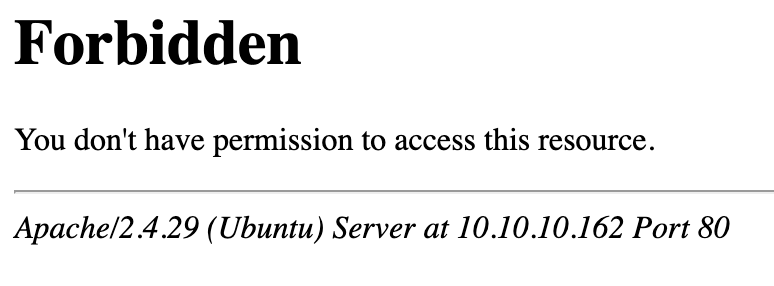 Forbidden
You don't have permission to access this resource.
Apache/2.4.29 (Ubuntu) Server at 10.10.10.162 Port 80